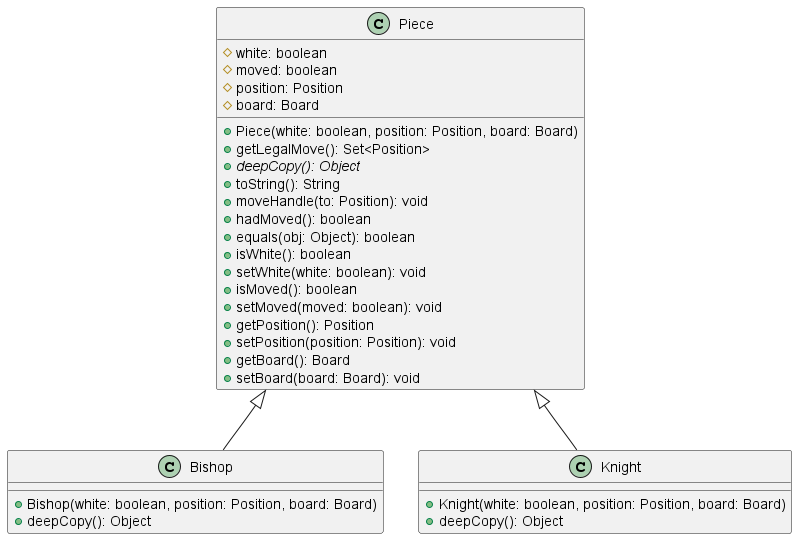 C Piece
white: boolean
moved: boolean
position: Position
board: Board
Piece(white: boolean, position: Position, board: Board)
getLegalMove(): Set<Position>
deepCopy(): Object
toString(): String
moveHandle(to: Position): void
hadMoved(): boolean
equals(obj: Object): boolean
isWhite(): boolean
setWhite(white: boolean): void
isMoved(): boolean
setMoved(moved: boolean): void
getPosition(): Position
setPosition(position: Position): void
getBoard(): Board
setBoard(board: Board): void
C Bishop
Bishop(white: boolean, position: Position, board: Board)
deepCopy(): Object
C Knight
Knight(white: boolean, position: Position, board: Board)
deepCopy(): Object